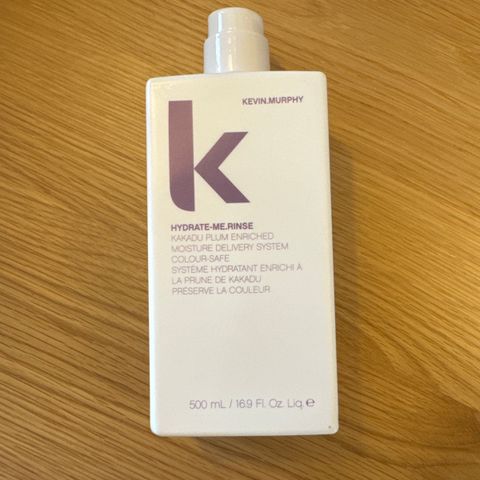 KEVIN.MURPHY
k
HYDRATE-ME.RINSE
KAKADU PLUM ENRICHED
MOISTURE DELIVERY SYSTEM
COLOUR-SAFE
SYSTÈME HYDRATANT ENRICHI À
LA PRUNE DE KAKADU
PRÉSERVE LA COULEUR
500 mL / 16.9 Fl. Oz. Liq. ℮